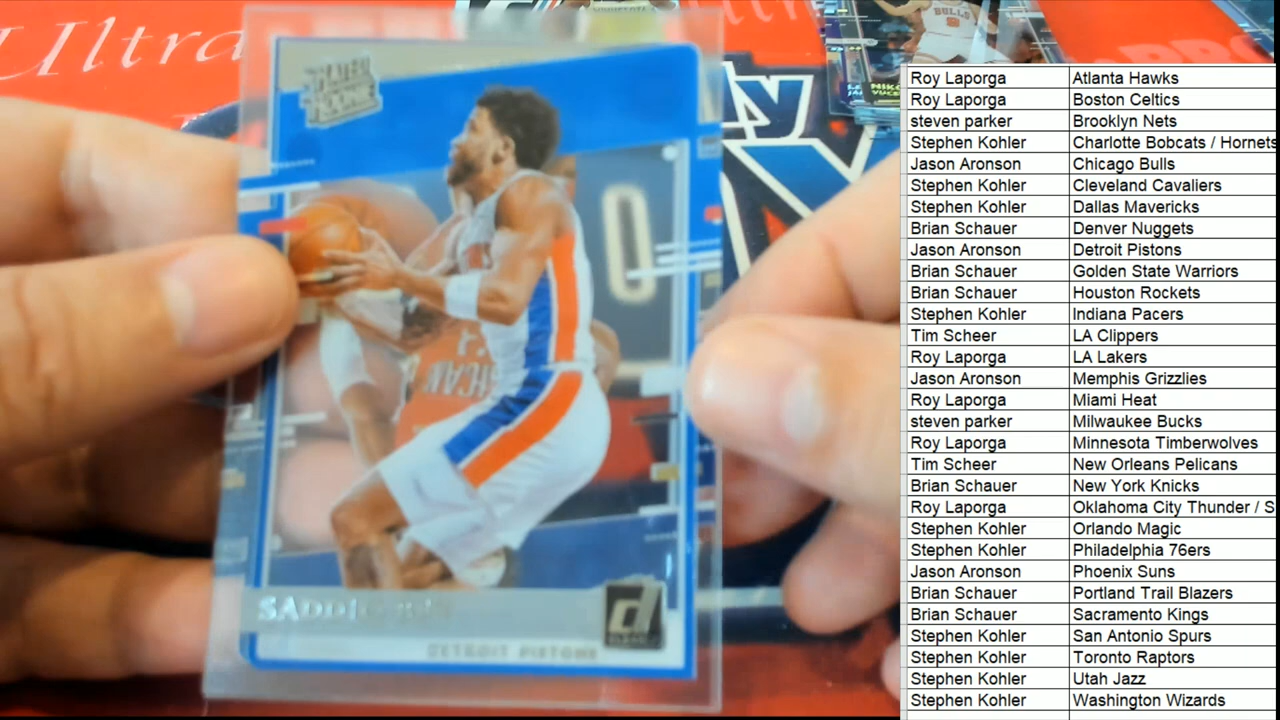 Ultra
BULLS
RATED
ROOKIE
SADDI
d
DETROIT PISTONS
Roy Laporga Atlanta Hawks
Roy Laporga Boston Celtics
steven parker Brooklyn Nets
Stephen Kohler Charlotte Bobcats / Hornets
Jason Aronson Chicago Bulls
Stephen Kohler Cleveland Cavaliers
Stephen Kohler Dallas Mavericks
Brian Schauer Denver Nuggets
Jason Aronson Detroit Pistons
Brian Schauer Golden State Warriors
Brian Schauer Houston Rockets
Stephen Kohler Indiana Pacers
Tim Scheer LA Clippers
Roy Laporga LA Lakers
Jason Aronson Memphis Grizzlies
Roy Laporga Miami Heat
steven parker Milwaukee Bucks
Roy Laporga Minnesota Timberwolves
Tim Scheer New Orleans Pelicans
Brian Schauer New York Knicks
Roy Laporga Oklahoma City Thunder / S
Stephen Kohler Orlando Magic
Stephen Kohler Philadelphia 76ers
Jason Aronson Phoenix Suns
Brian Schauer Portland Trail Blazers
Brian Schauer Sacramento Kings
Stephen Kohler San Antonio Spurs
Stephen Kohler Toronto Raptors
Stephen Kohler Utah Jazz
Stephen Kohler Washington Wizards